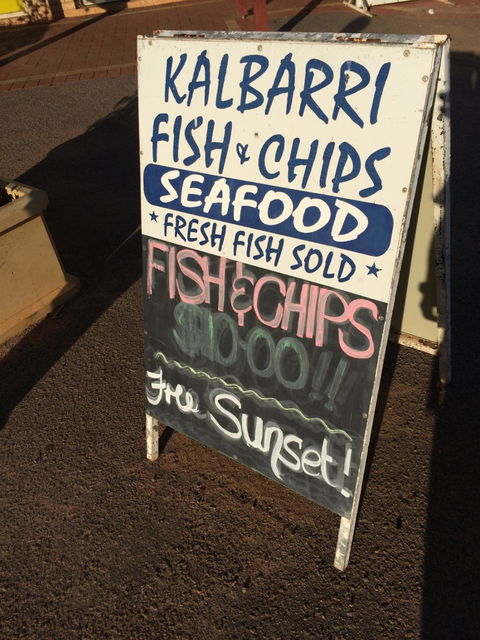 KALBARRI
FISH & CHIPS
SEAFOOD
★ FRESH FISH SOLD ★
FISH & CHIPS
$10.00!!!
Free Sunset!